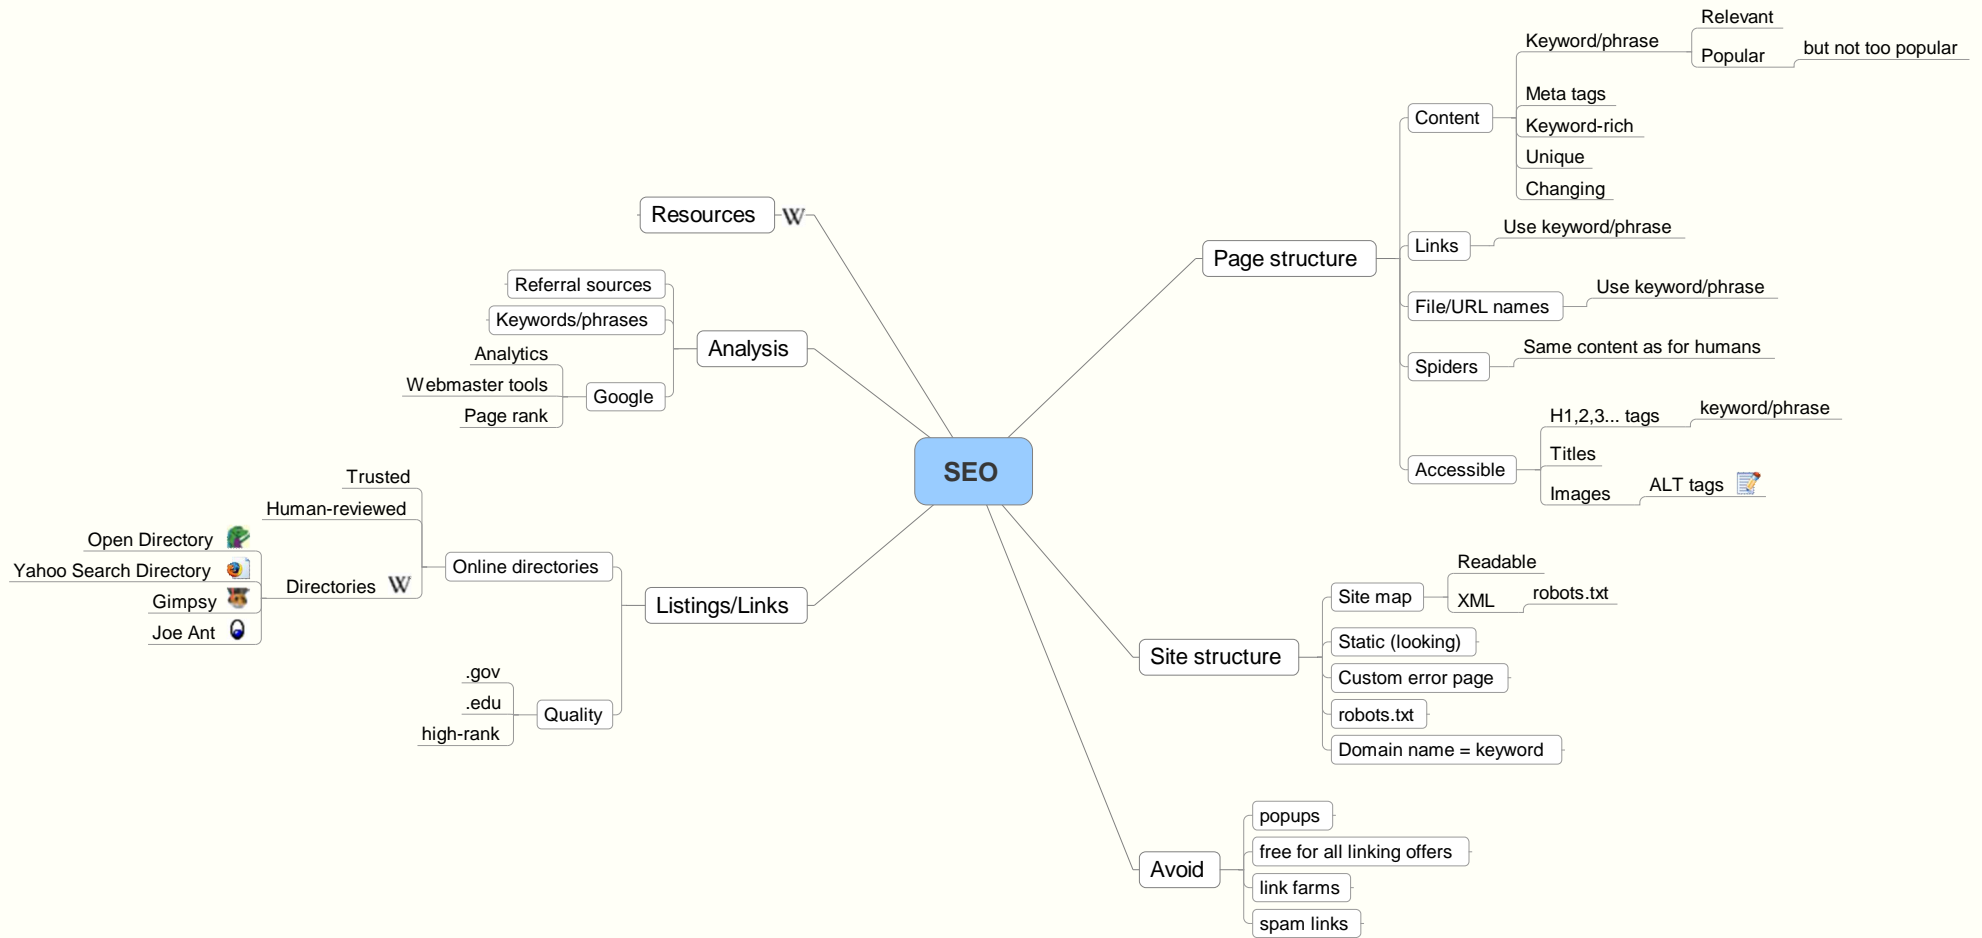 SEO
Page structure
Content
Keyword/phrase
Relevant
Popular
but not too popular
Meta tags
Keyword-rich
Unique
Changing
Links
Use keyword/phrase
File/URL names
Use keyword/phrase
Spiders
Same content as for humans
Accessible
H1,2,3... tags
keyword/phrase
Titles
Images
ALT tags
Site structure
Site map
Readable
XML
robots.txt
Static (looking)
Custom error page
robots.txt
Domain name = keyword
Avoid
popups
free for all linking offers
link farms
spam links
Resources
W
Analysis
Referral sources
Keywords/phrases
Google
Analytics
Webmaster tools
Page rank
Listings/Links
Online directories
Trusted
Human-reviewed
Directories W
Open Directory
Yahoo Search Directory
Gimpsy
Joe Ant
Quality
.gov
.edu
high-rank